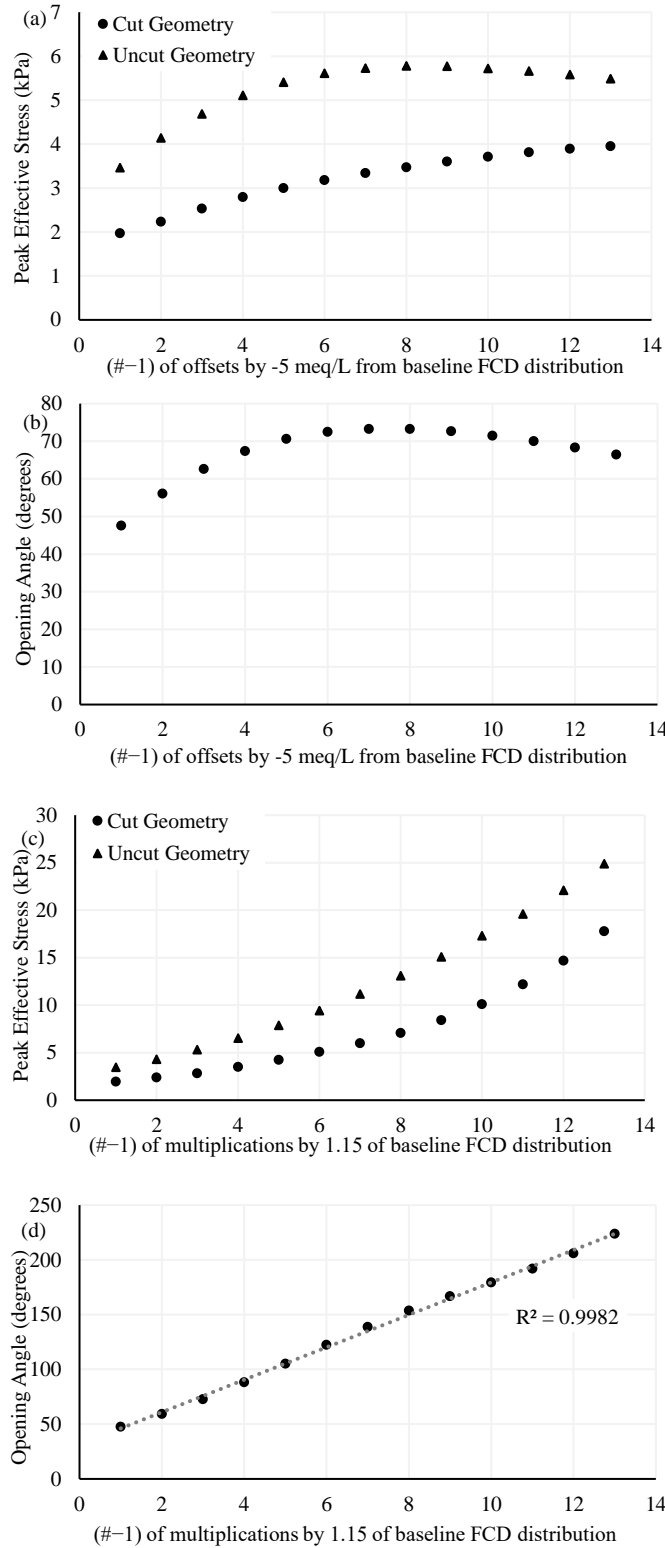 (a)
Cut Geometry
Uncut Geometry
Peak Effective Stress (kPa)
7
6
5
4
3
2
1
0
0 2 4 6 8 10 12 14
(#−1) of offsets by -5 meq/L from baseline FCD distribution
(b)
Opening Angle (degrees)
80
70
60
50
40
30
20
10
0
0 2 4 6 8 10 12 14
(#−1) of offsets by -5 meq/L from baseline FCD distribution
(c)
Cut Geometry
Uncut Geometry
Peak Effective Stress (kPa)
30
25
20
15
10
5
0
0 2 4 6 8 10 12 14
(#−1) of multiplications by 1.15 of baseline FCD distribution
(d)
Opening Angle (degrees)
250
200
150
100
50
0
R² = 0.9982
0 2 4 6 8 10 12 14
(#−1) of multiplications by 1.15 of baseline FCD distribution